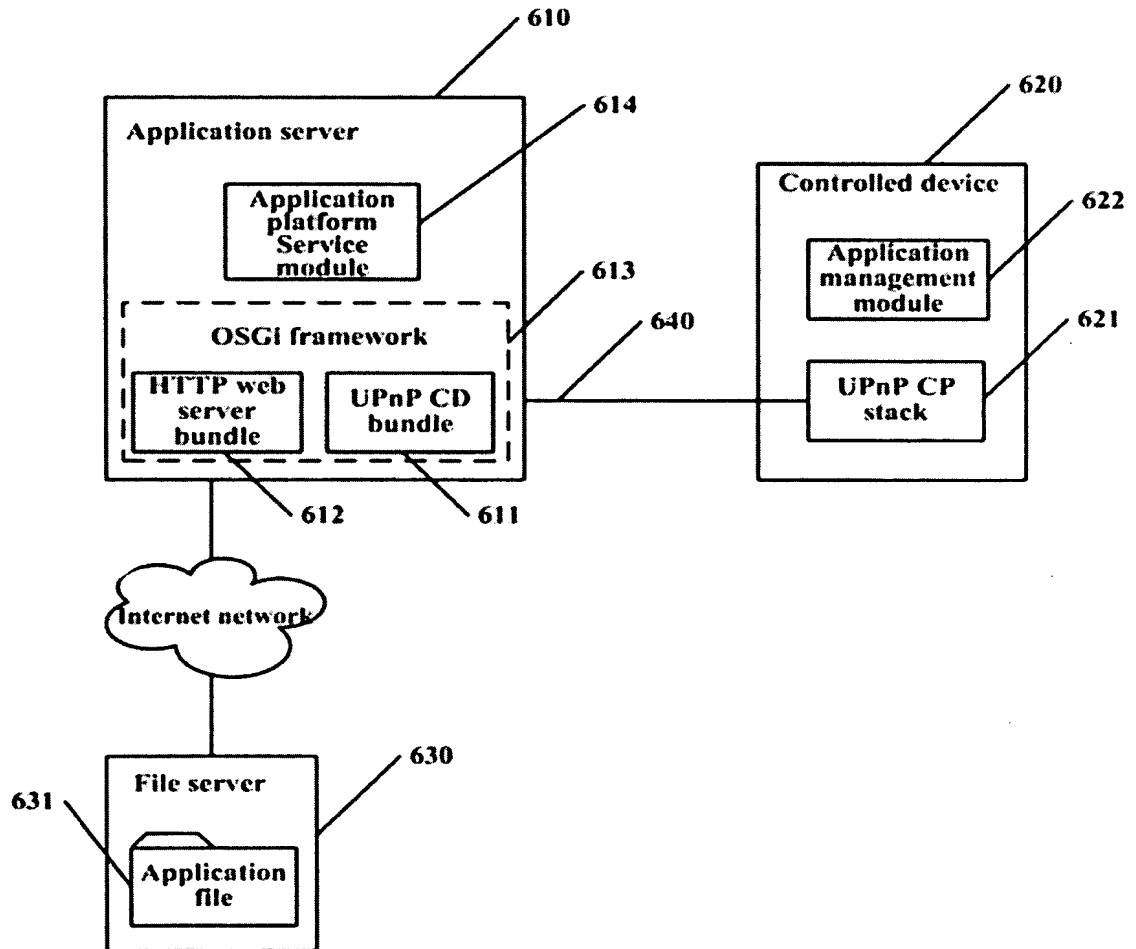 610
Application server
614
Application
platform
Service
module
613
OSGi framework
HTTP web
server
bundle
UPnP CD
bundle
612
611
640
620
Controlled device
622
Application
management
module
621
UPnP CP
stack
Internet network
630
File server
631
Application
file